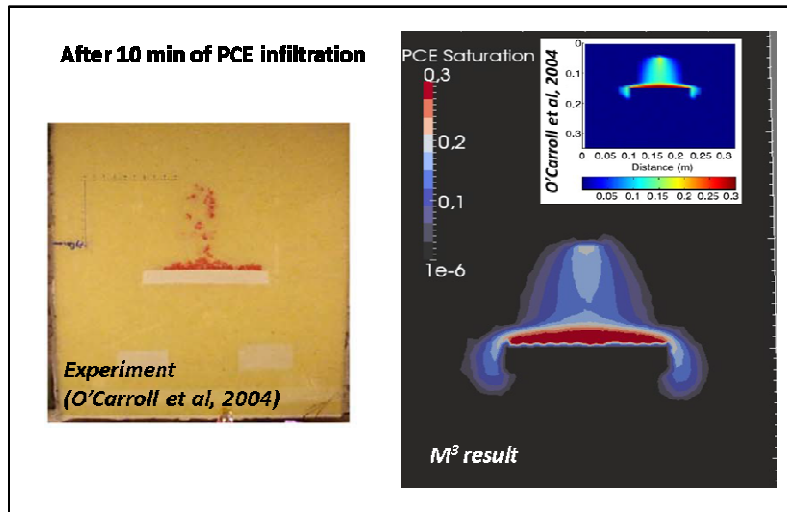 After 10 min of PCE infiltration
Experiment
(O'Carroll et al, 2004)
PCE Saturation
0,3
0,2
0,1
1e-6
O'Carroll et al, 2004
0
0.1
0.2
0.3
0 0.05 0.1 0.15 0.2 0.25 0.3
Distance (m)
0.05 0.1 0.15 0.2 0.25 0.3
M³ result